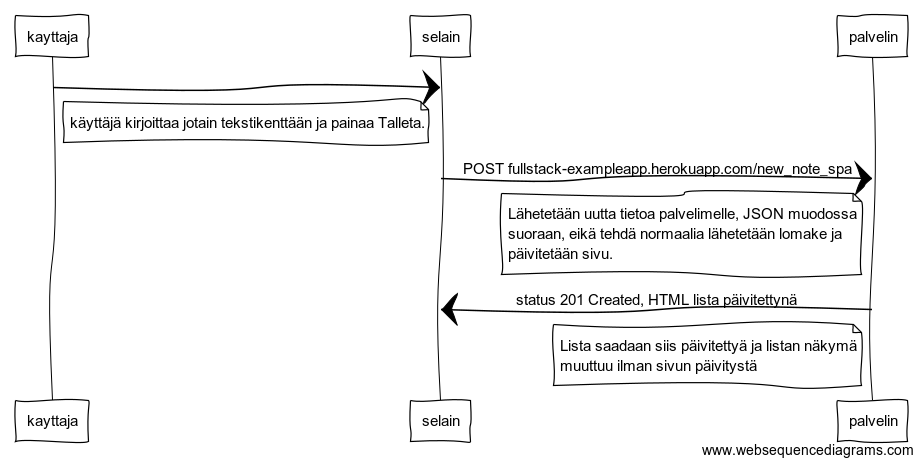 kayttaja
selain
palvelin
käyttäjä kirjoittaa jotain tekstikenttään ja painaa Talleta.
POST fullstack-exampleapp.herokuapp.com/new_note_spa
Lähetetään uutta tietoa palvelimelle, JSON muodossa
suoraan, eikä tehdä normaalia lähetetään lomake ja
päivitetään sivu.
status 201 Created, HTML lista päivitettynä
Lista saadaan siis päivitettyä ja listan näkymä
muuttuu ilman sivun päivitystä
kayttaja
selain
palvelin
www.websequencediagrams.com